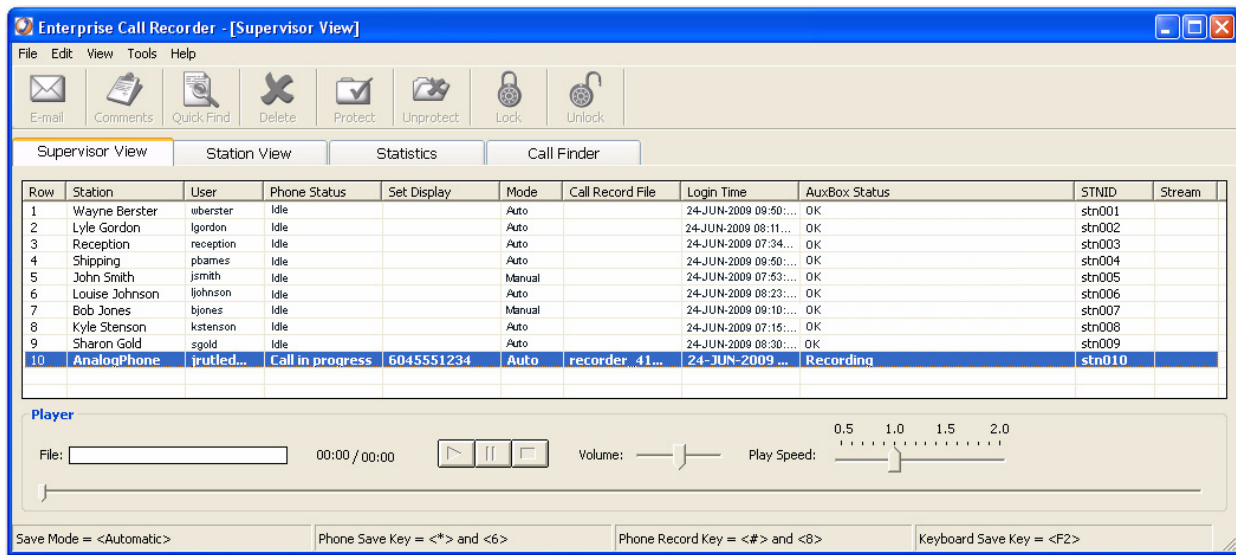 Enterprise Call Recorder - [Supervisor View]
File Edit View Tools Help
E-mail Comments Quick Find Delete Protect Unprotect Lock Unlock
Supervisor View Station View Statistics Call Finder
Row Station User Phone Status Set Display Mode Call Record File Login Time AuxBox Status STNID Stream
1 Wayne Berster wberster Idle Auto 24-JUN-2009 09:50:... OK stn001
2 Lyle Gordon lgordon Idle Auto 24-JUN-2009 08:11... OK stn002
3 Reception reception Idle Auto 24-JUN-2009 07:34... OK stn003
4 Shipping pbarnes Idle Auto 24-JUN-2009 09:50:... OK stn004
5 John Smith jsmith Idle Manual 24-JUN-2009 07:53:... OK stn005
6 Louise Johnson ljohnson Idle Auto 24-JUN-2009 08:23:... OK stn006
7 Bob Jones bjones Idle Manual 24-JUN-2009 09:10:... OK stn007
8 Kyle Stenson kstenson Idle Auto 24-JUN-2009 07:15:... OK stn008
9 Sharon Gold sgold Idle Auto 24-JUN-2009 08:30:... OK stn009
10 AnalogPhone jrutled... Call in progress 6045551234 Auto recorder_41... 24-JUN-2009 ... Recording stn010
Player
0.5 1.0 1.5 2.0
File: 00:00 / 00:00 Volume: Play Speed:
Save Mode = <Automatic> Phone Save Key = <*> and <6> Phone Record Key = <#> and <8> Keyboard Save Key = <F2>